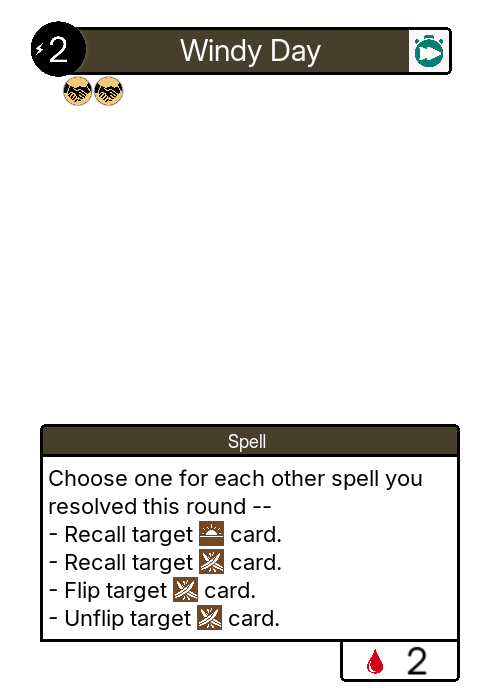 2
Windy Day
Spell
Choose one for each other spell you
resolved this round --
- Recall target card.
- Recall target card.
- Flip target card.
- Unflip target card.
2